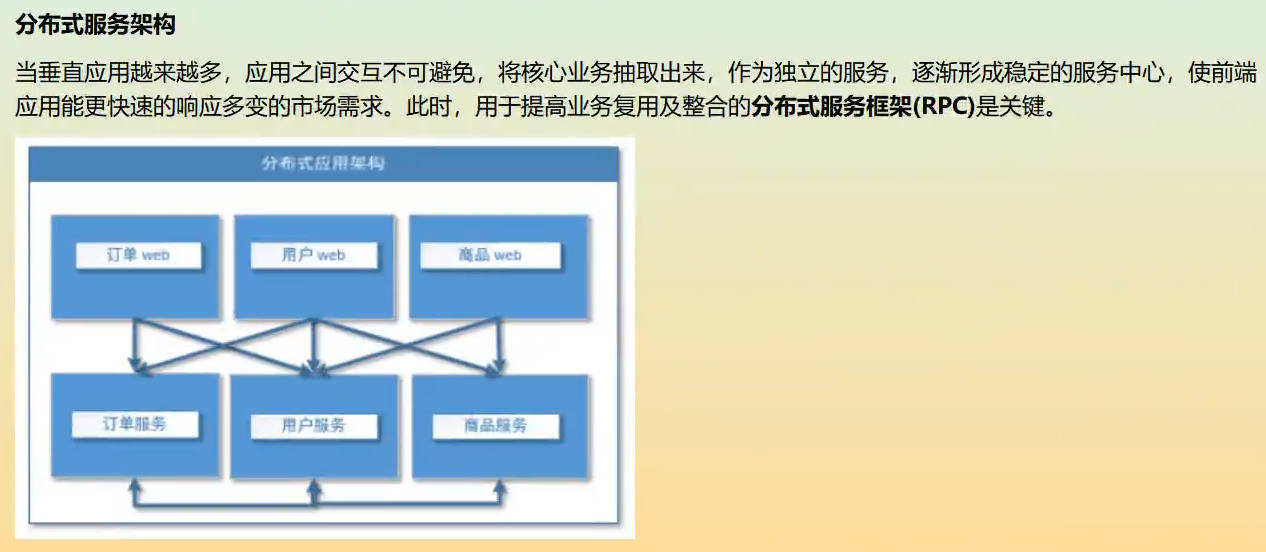 分布式服务架构
当垂直应用越来越多，应用之间交互不可避免，将核心业务抽取出来，作为独立的服务，逐渐形成稳定的服务中心，使前端
应用能更快速的响应多变的市场需求。此时，用于提高业务复用及整合的分布式服务框架(RPC)是关键。
分布式应用架构
订单 web
用户 web
商品 web
订单服务
用户服务
商品服务